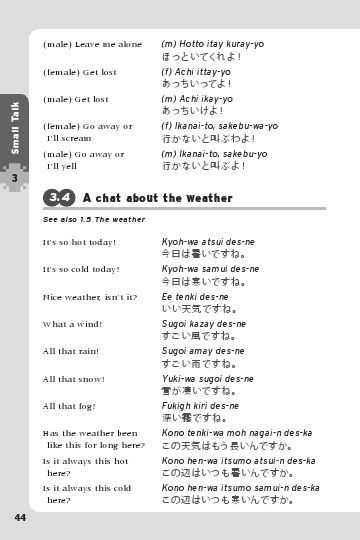 (male) Leave me alone
(m) Hotto itay kuray-yo
ほっといてくれよ！
(female) Get lost
(f) Achi ittay-yo
あっちいってよ！
(male) Get lost
(m) Achi ikay-yo
あっちいけよ！
(female) Go away or
I'll scream
(f) Ikanai-to, sakebu-wa-yo
行かないと叫ぶわよ！
(male) Go away or
I'll yell
(m) Ikanai-to, sakebu-yo
行かないと叫ぶよ！
Small Talk
3
3.4 A chat about the weather
See also 1.5 The weather
It's so hot today!
Kyoh-wa atsui des-ne
今日は暑いですね。
It's so cold today!
Kyoh-wa samui des-ne
今日は寒いですね。
Nice weather, isn't it?
Ee tenki des-ne
いい天気ですね。
What a wind!
Sugoi kazay des-ne
すごい風ですね。
All that rain!
Sugoi amay des-ne
すごい雨ですね。
All that snow!
Yuki-wa sugoi des-ne
雪が凄いですね。
All that fog!
Fukigh kiri des-ne
深い霧ですね。
Has the weather been
like this for long here?
Kono tenki-wa moh nagai-n des-ka
この天気はもう長いんですか。
Is it always this hot
here?
Kono hen-wa itsumo atsui-n des-ka
この辺はいつも暑いんですか。
Is it always this cold
here?
Kono hen-wa itsumo samui-n des-ka
この辺はいつも寒いんですか。
44